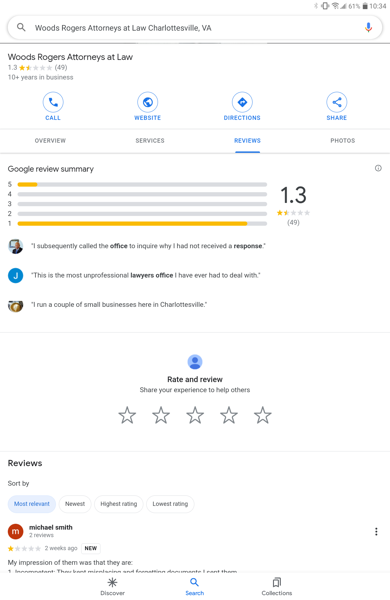 61% 10:34
Woods Rogers Attorneys at Law Charlottesville, VA
Woods Rogers Attorneys at Law
1.3 (49)
10+ years in business
CALL WEBSITE DIRECTIONS SHARE
OVERVIEW SERVICES REVIEWS PHOTOS
Google review summary
5
4
3
2
1
1.3
(49)
"I subsequently called the office to inquire why I had not received a response."
J "This is the most unprofessional lawyers office I have ever had to deal with."
"I run a couple of small businesses here in Charlottesville."
Rate and review
Share your experience to help others
Reviews
Sort by
Most relevant Newest Highest rating Lowest rating
m michael smith
2 reviews
2 weeks ago NEW
My impression of them was that they are:
1. Incompetent: They kept misplacing and forgetting documents I sent them
Discover Search Collections